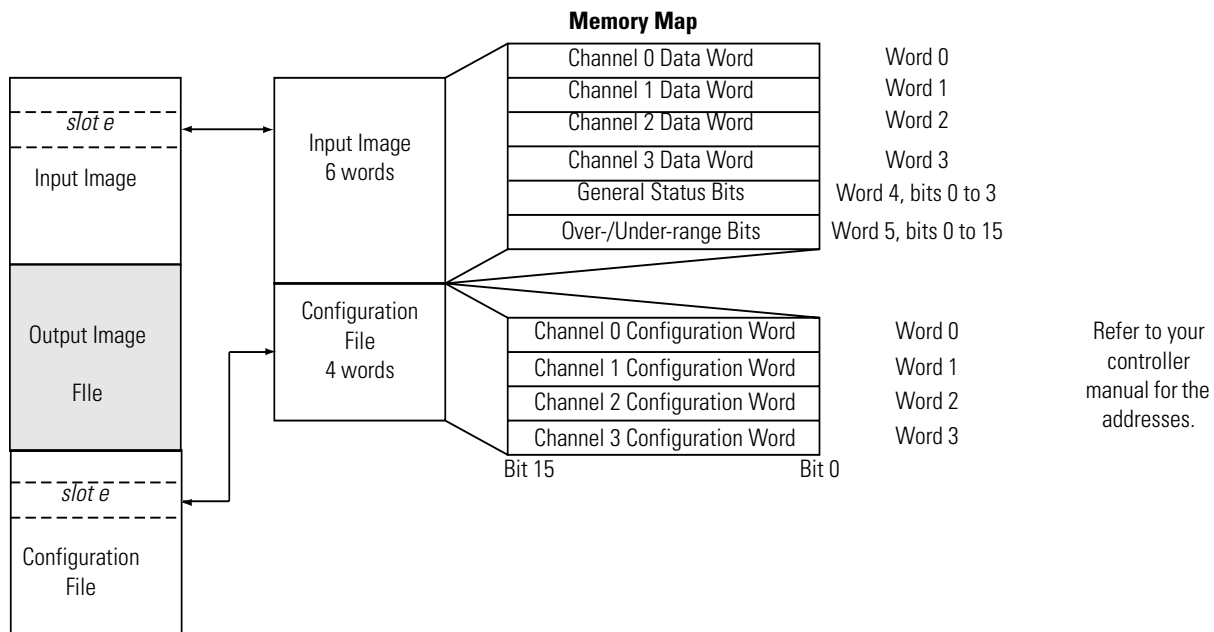 Memory Map
slot e
Input Image
Output Image
FIle
slot e
Configuration
File
Input Image
6 words
Configuration
File
4 words
Channel 0 Data Word
Word 0
Channel 1 Data Word
Word 1
Channel 2 Data Word
Word 2
Channel 3 Data Word
Word 3
General Status Bits
Word 4, bits 0 to 3
Over-/Under-range Bits
Word 5, bits 0 to 15
Channel 0 Configuration Word
Word 0
Channel 1 Configuration Word
Word 1
Channel 2 Configuration Word
Word 2
Channel 3 Configuration Word
Word 3
Bit 15
Bit 0
Refer to your
controller
manual for the
addresses.